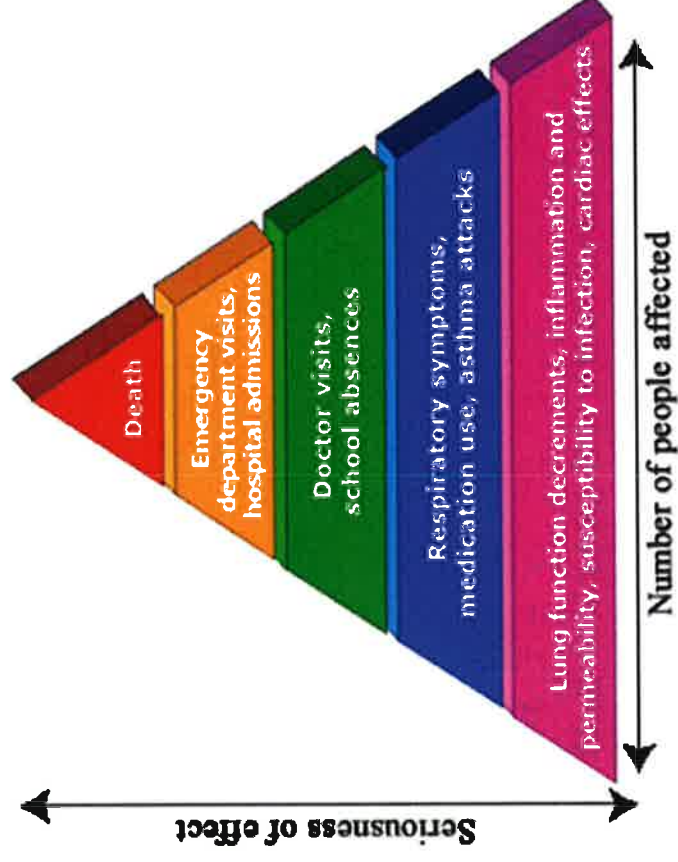 Death
Emergency
department visits,
hospital admissions
Doctor visits,
school absences
Respiratory symptoms,
medication use, asthma attacks
Lung function decrements, inflammation and
permeability, susceptibility to infection, cardiac effects
Seriousness of effect
Number of people affected